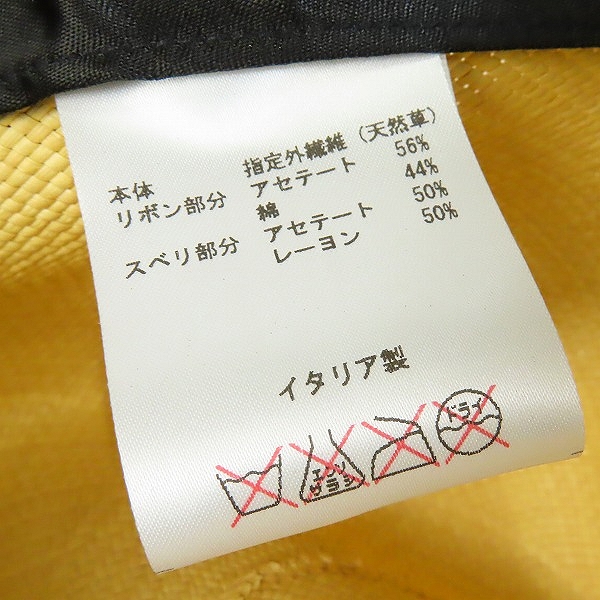 本体 指定外繊維(天然草)
リボン部分 アセテート 56%
綿 44%
スベリ部分 アセテート 50%
レーヨン 50%
イタリア製
エンソ サラシ
ドライ